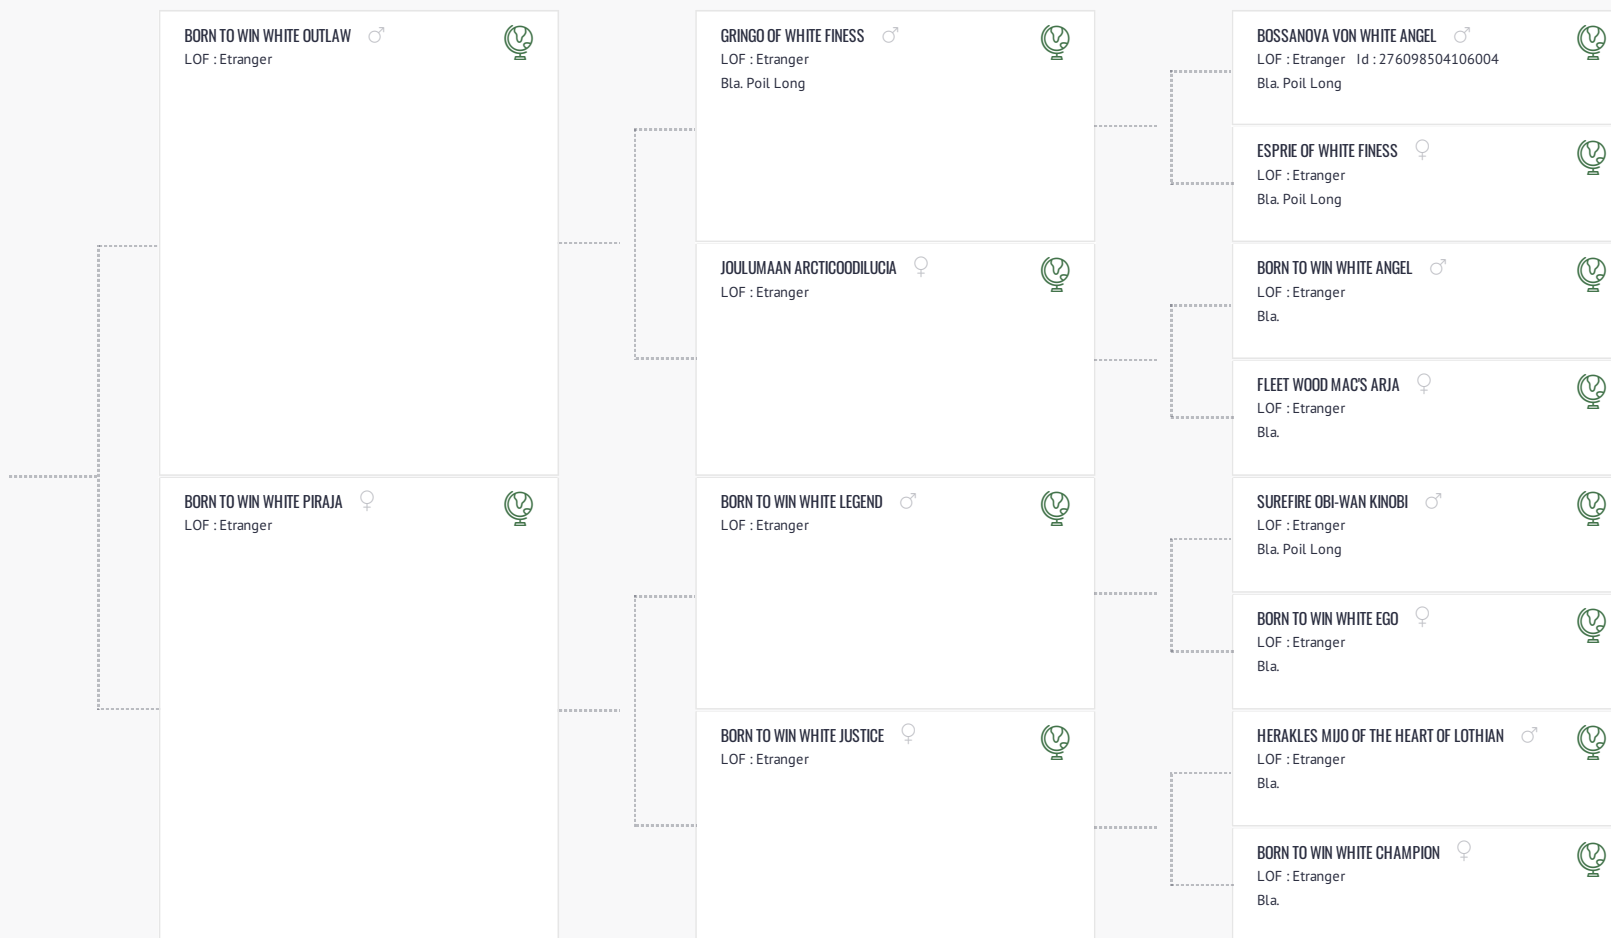 BORN TO WIN WHITE OUTLAW
LOF : Etranger
BORN TO WIN WHITE PIRAJA
LOF : Etranger
GRINGO OF WHITE FINESS
LOF : Etranger
Bla. Poil Long
JOULUMAAN ARCTICOODILUCIA
LOF : Etranger
BORN TO WIN WHITE LEGEND
LOF : Etranger
BORN TO WIN WHITE JUSTICE
LOF : Etranger
BOSSANOVA VON WHITE ANGEL
LOF : Etranger Id : 276098504106004
Bla. Poil Long
ESPRIE OF WHITE FINESS
LOF : Etranger
Bla. Poil Long
BORN TO WIN WHITE ANGEL
LOF : Etranger
Bla.
FLEET WOOD MAC'S ARJA
LOF : Etranger
Bla.
SUREFIRE OBI-WAN KINOBI
LOF : Etranger
Bla. Poil Long
BORN TO WIN WHITE EGO
LOF : Etranger
Bla.
HERAKLES MIJO OF THE HEART OF LOTHIAN
LOF : Etranger
Bla.
BORN TO WIN WHITE CHAMPION
LOF : Etranger
Bla.